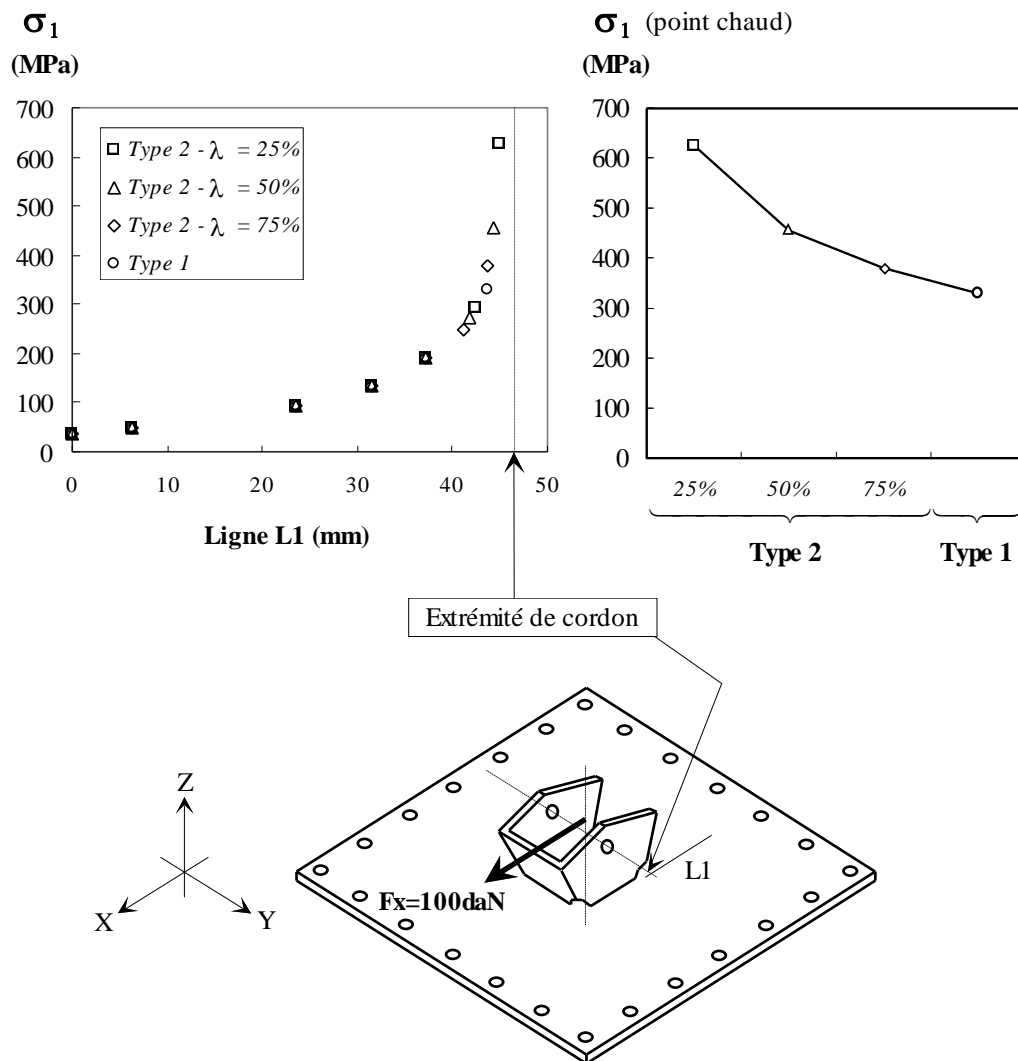 σ1
(MPa)
700
600
500
400
300
200
100
0
Type 2 - λ = 25%
Type 2 - λ = 50%
Type 2 - λ = 75%
Type 1
0 10 20 30 40 50
Ligne L1 (mm)
σ1 (point chaud)
(MPa)
700
600
500
400
300
200
100
0
25% 50% 75%
Type 2 Type 1
Extrémité de cordon
Z
X
Y
Fx=100daN
L1